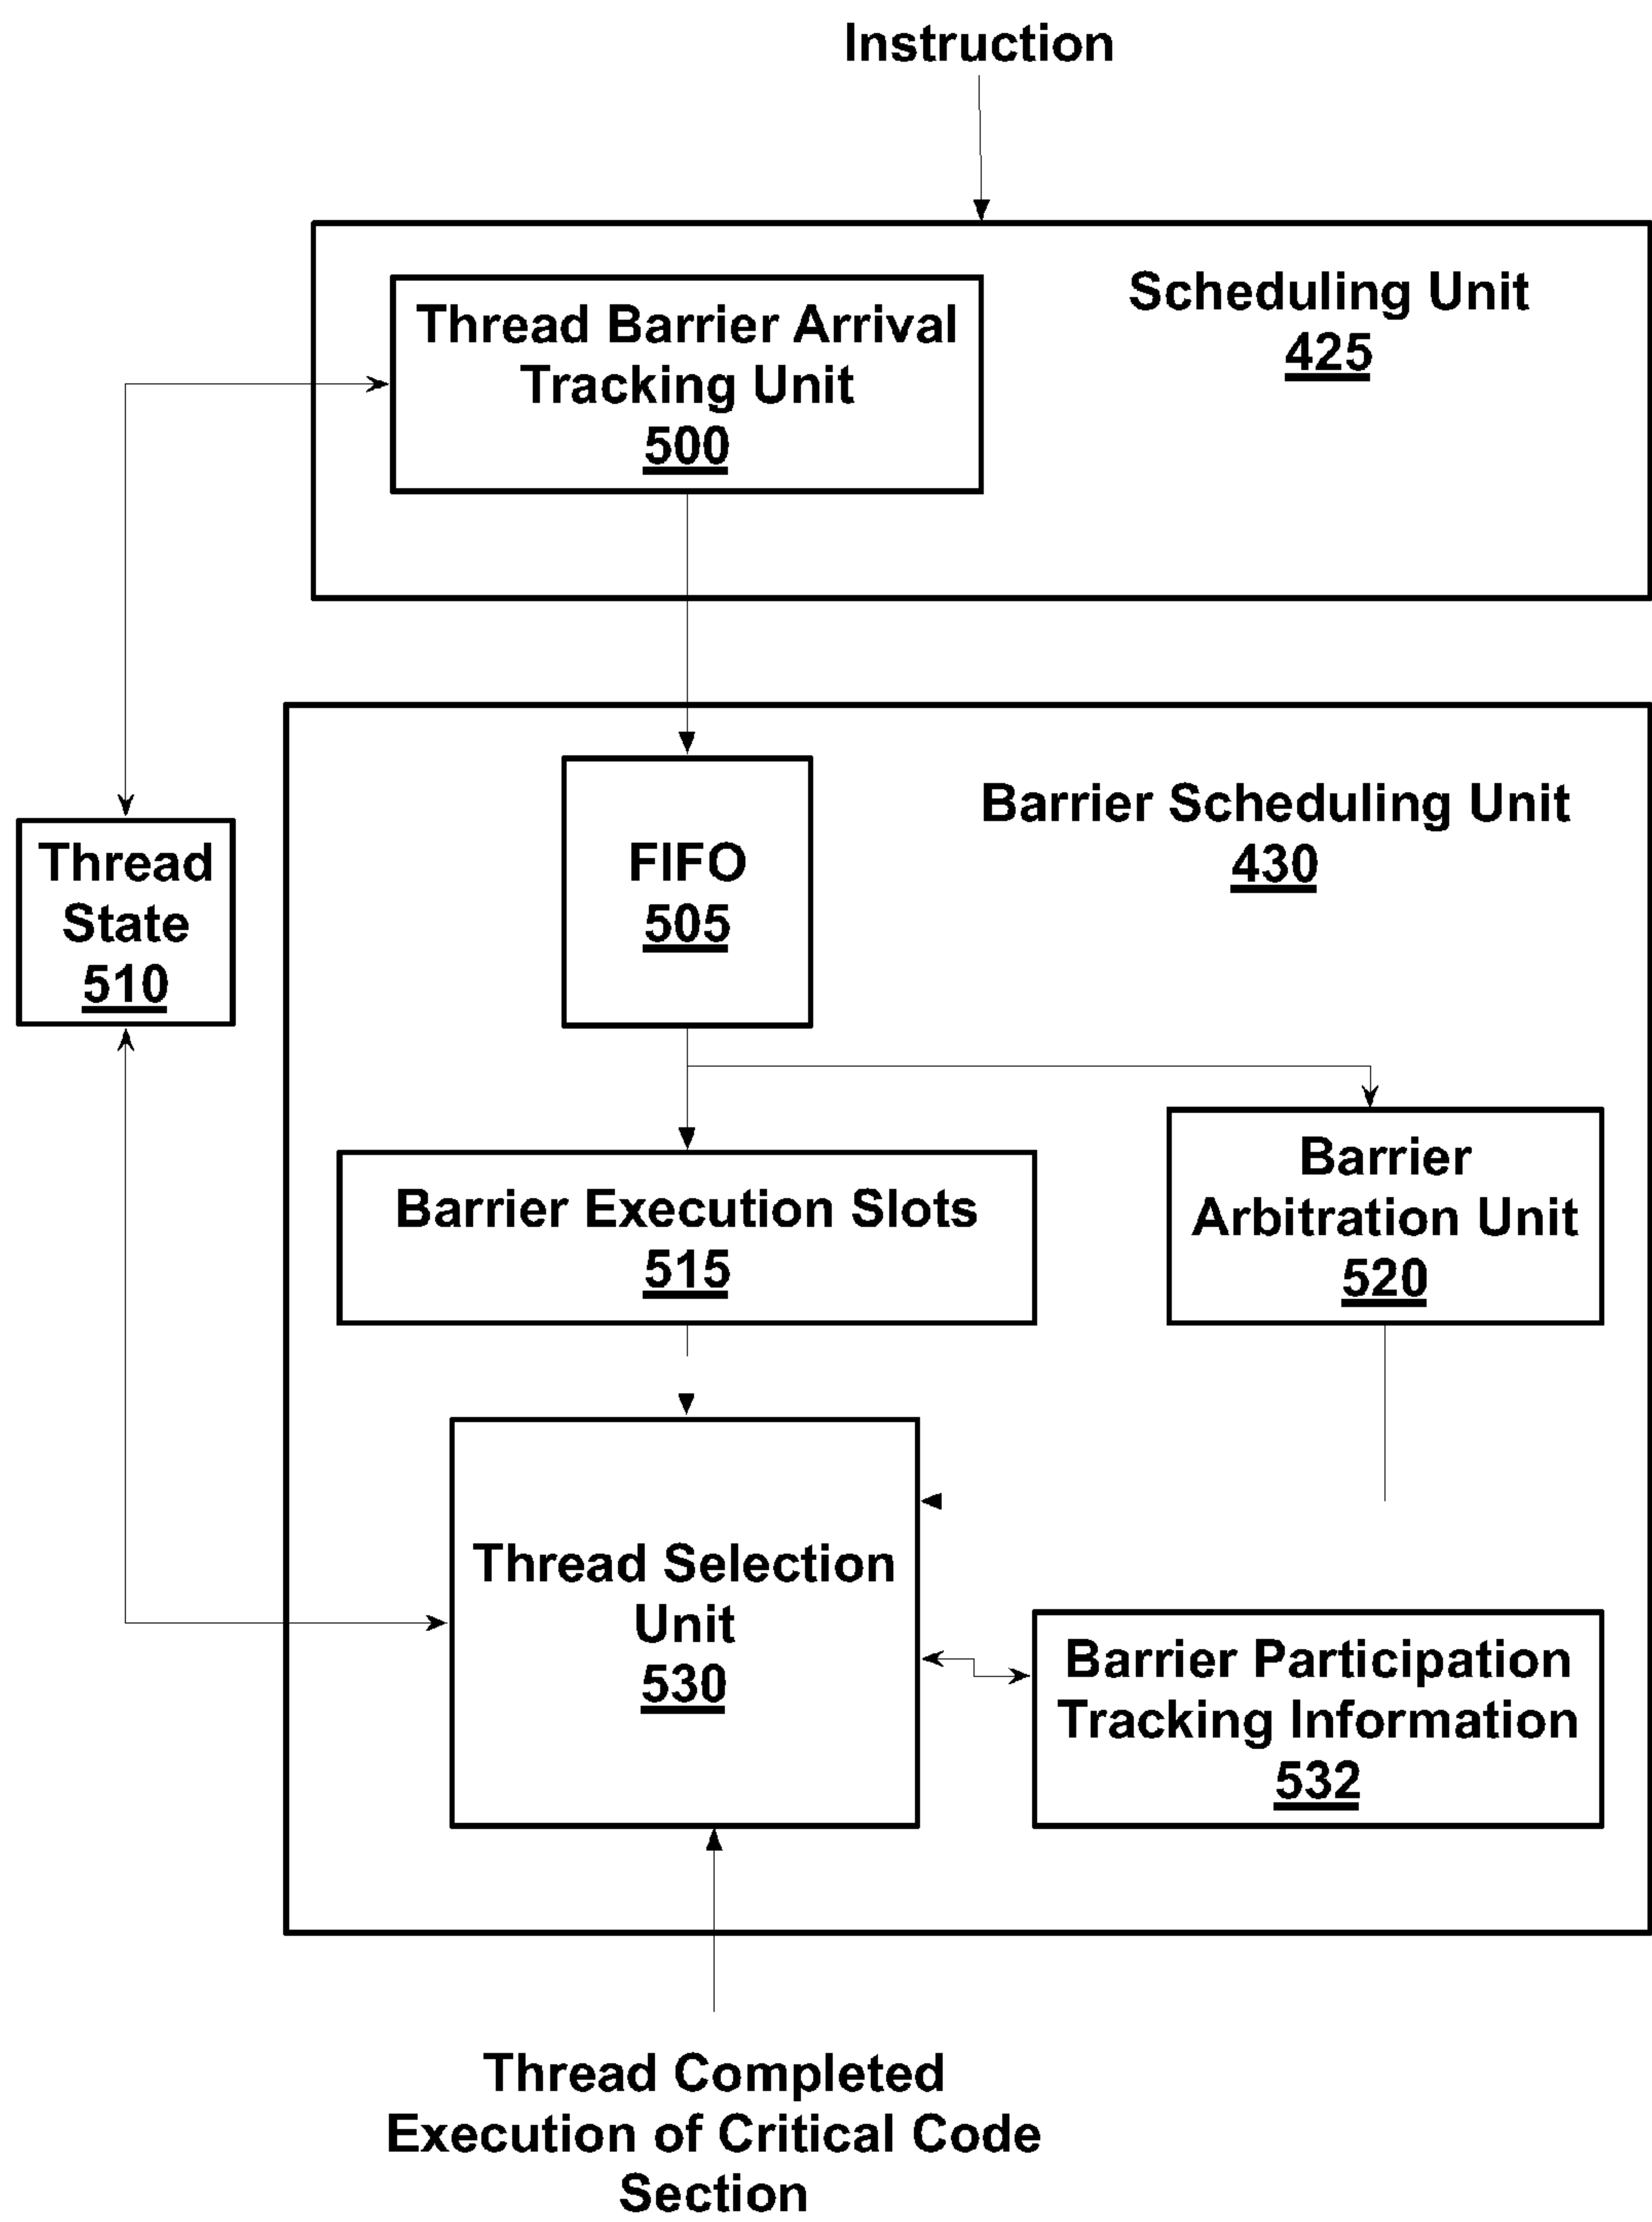 Instruction
Scheduling Unit
425
Thread Barrier Arrival
Tracking Unit
500
Barrier Scheduling Unit
430
FIFO
505
Thread
State
510
Barrier Execution Slots
515
Barrier
Arbitration Unit
520
Thread Selection
Unit
530
Barrier Participation
Tracking Information
532
Thread Completed
Execution of Critical Code
Section